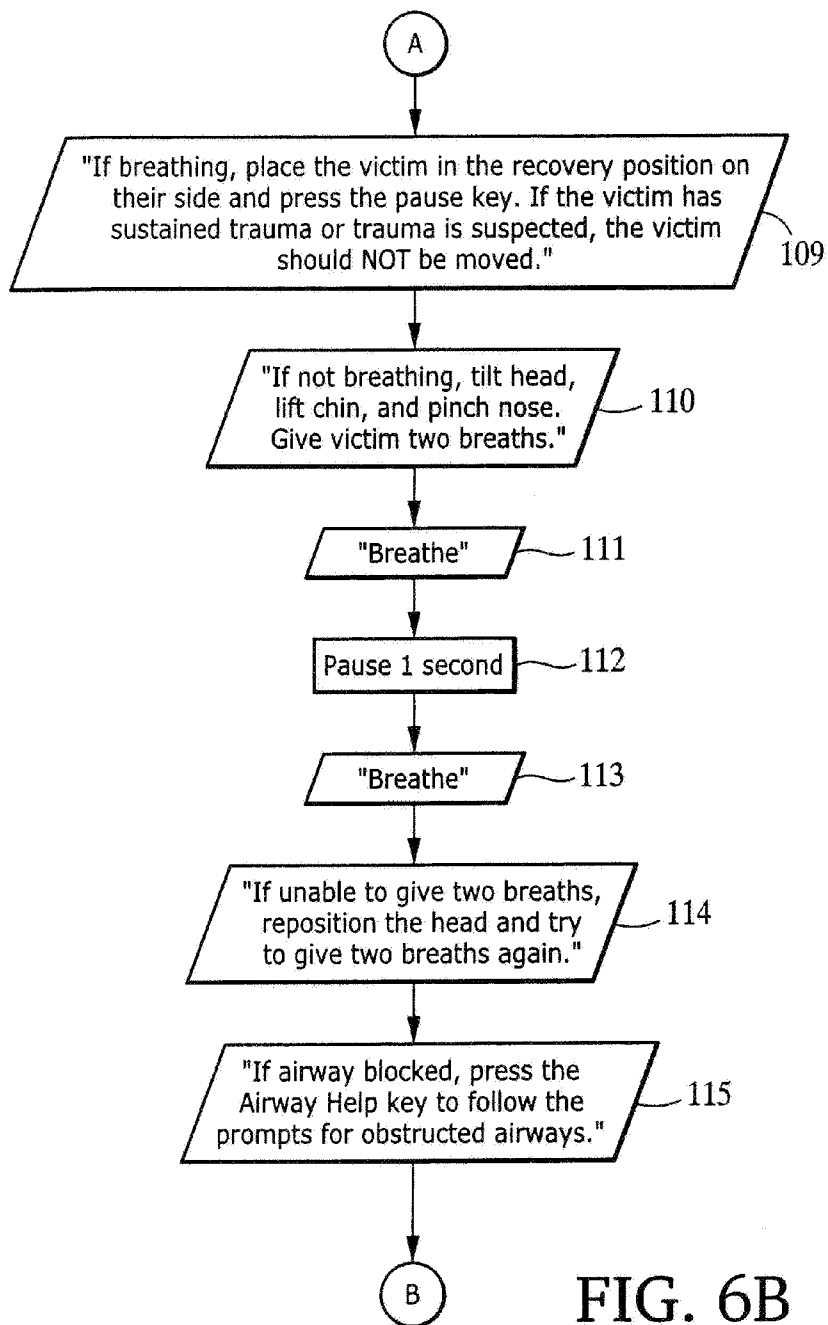 A
"If breathing, place the victim in the recovery position on
their side and press the pause key. If the victim has
sustained trauma or trauma is suspected, the victim
should NOT be moved."
109
"If not breathing, tilt head,
lift chin, and pinch nose.
Give victim two breaths."
110
"Breathe"
111
Pause 1 second
112
"Breathe"
113
"If unable to give two breaths,
reposition the head and try
to give two breaths again."
114
"If airway blocked, press the
Airway Help key to follow the
prompts for obstructed airways."
115
B
FIG. 6B